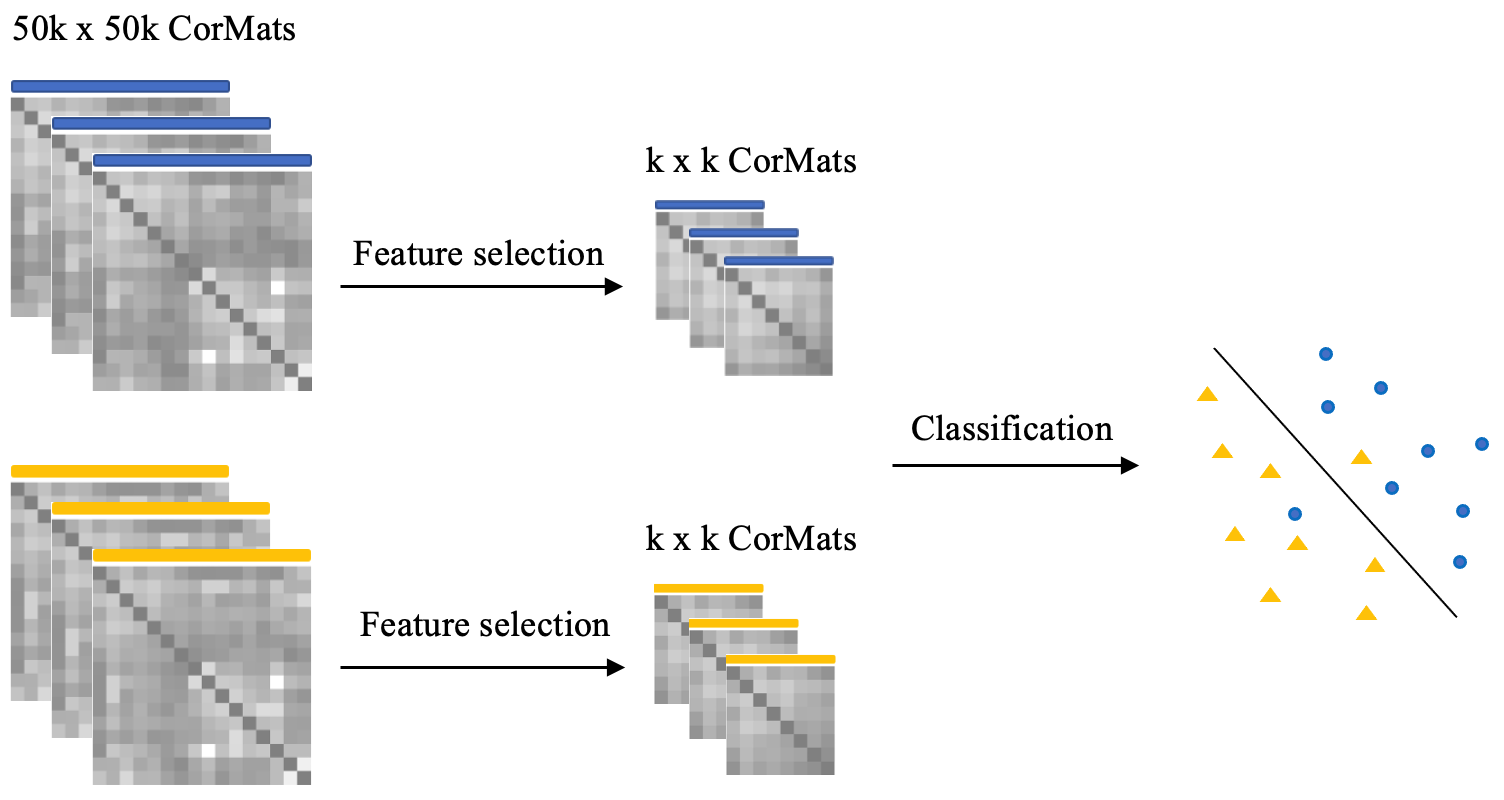 50k x 50k CorMats
k x k CorMats
Feature selection
Classification
k x k CorMats
Feature selection